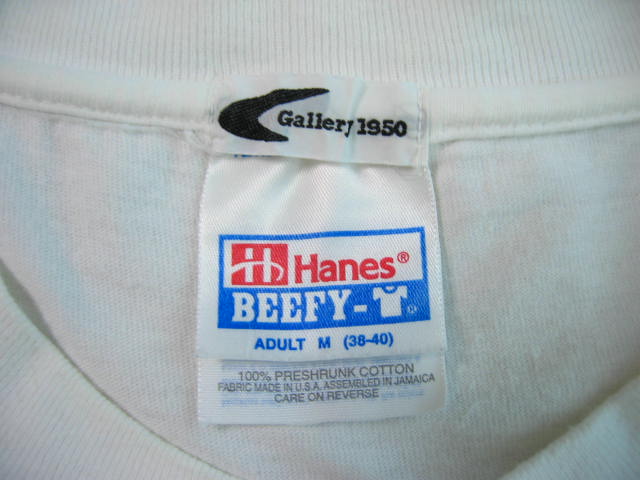 Gallery 1950
Hanes®
BEEFY-T®
ADULT M (38-40)
100% PRESHRUNK COTTON
FABRIC MADE IN U.S.A. ASSEMBLED IN JAMAICA
CARE ON REVERSE